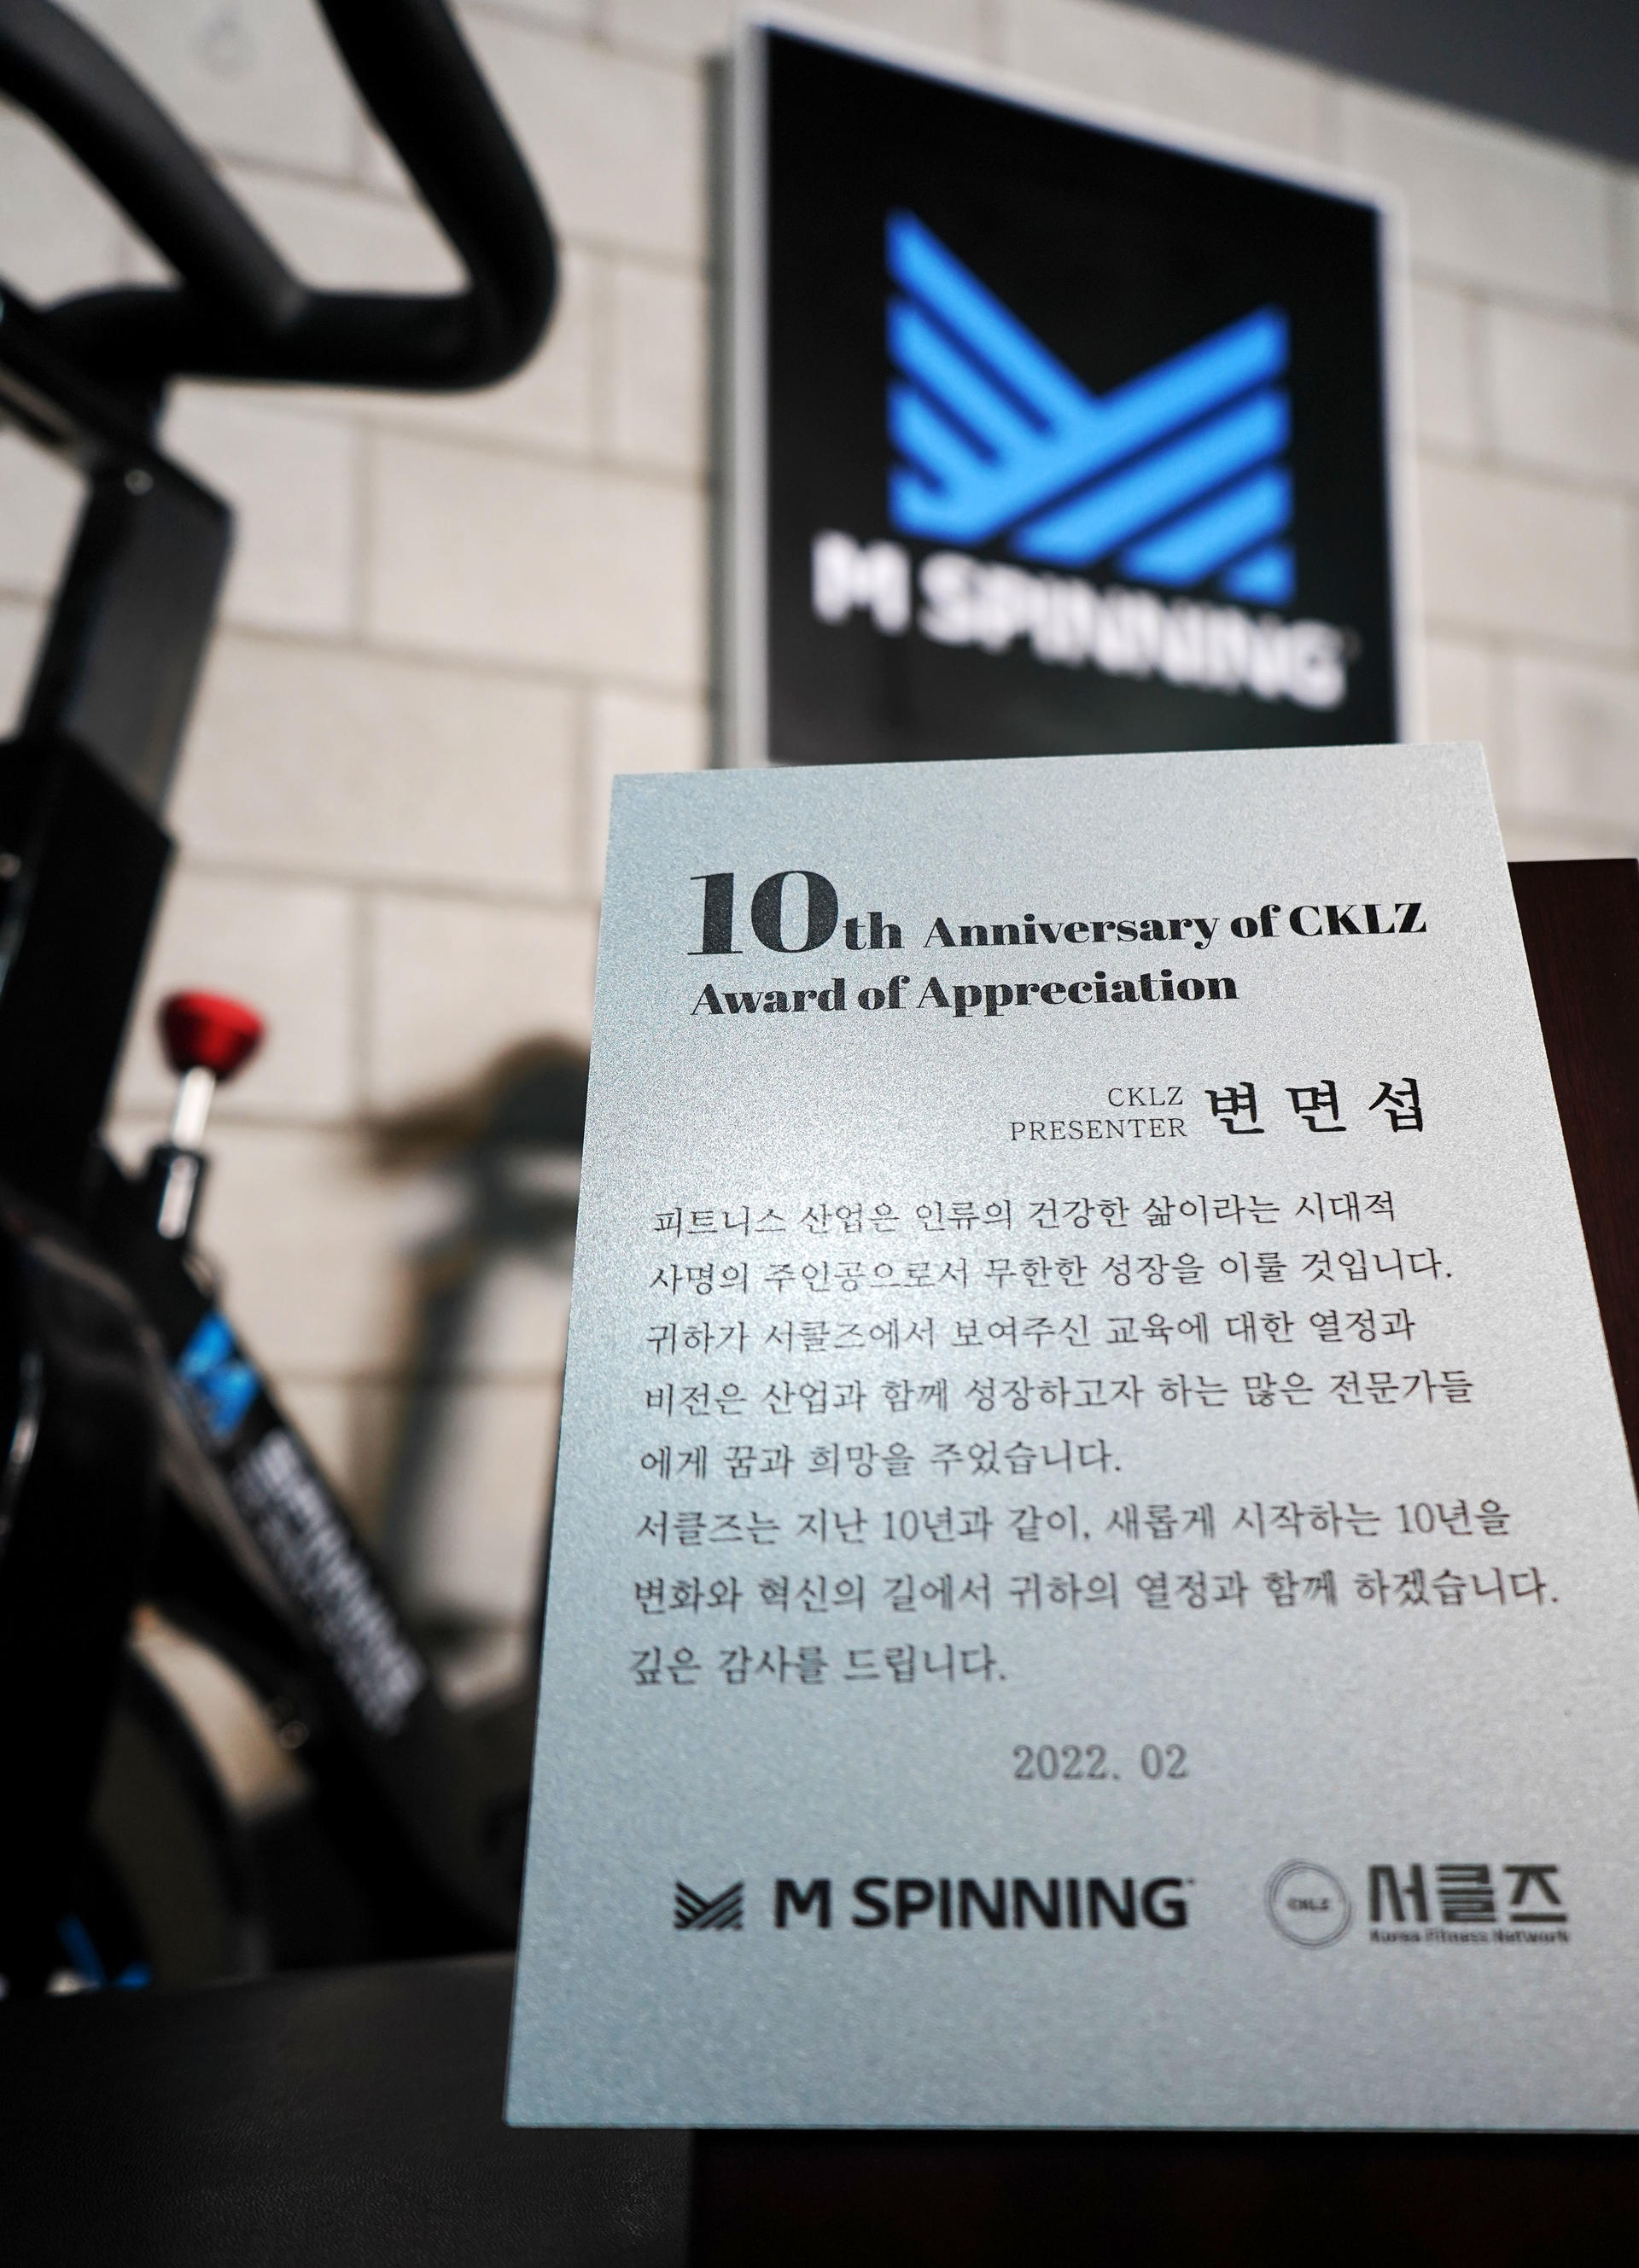 M SPINNING
10th Anniversary of CKLZ
Award of Appreciation
CKLZ
PRESENTER 변 면 섭
피트니스 산업은 인류의 건강한 삶이라는 시대적
사명의 주인공으로서 무한한 성장을 이룰 것입니다.
귀하가 서클즈에서 보여주신 교육에 대한 열정과
비전은 산업과 함께 성장하고자 하는 많은 전문가들
에게 꿈과 희망을 주었습니다.
서클즈는 지난 10년과 같이, 새롭게 시작하는 10년을
변화와 혁신의 길에서 귀하의 열정과 함께 하겠습니다.
깊은 감사를 드립니다.
2022. 02
M SPINNING
CKLZ 서클즈
Korea Fitness Network